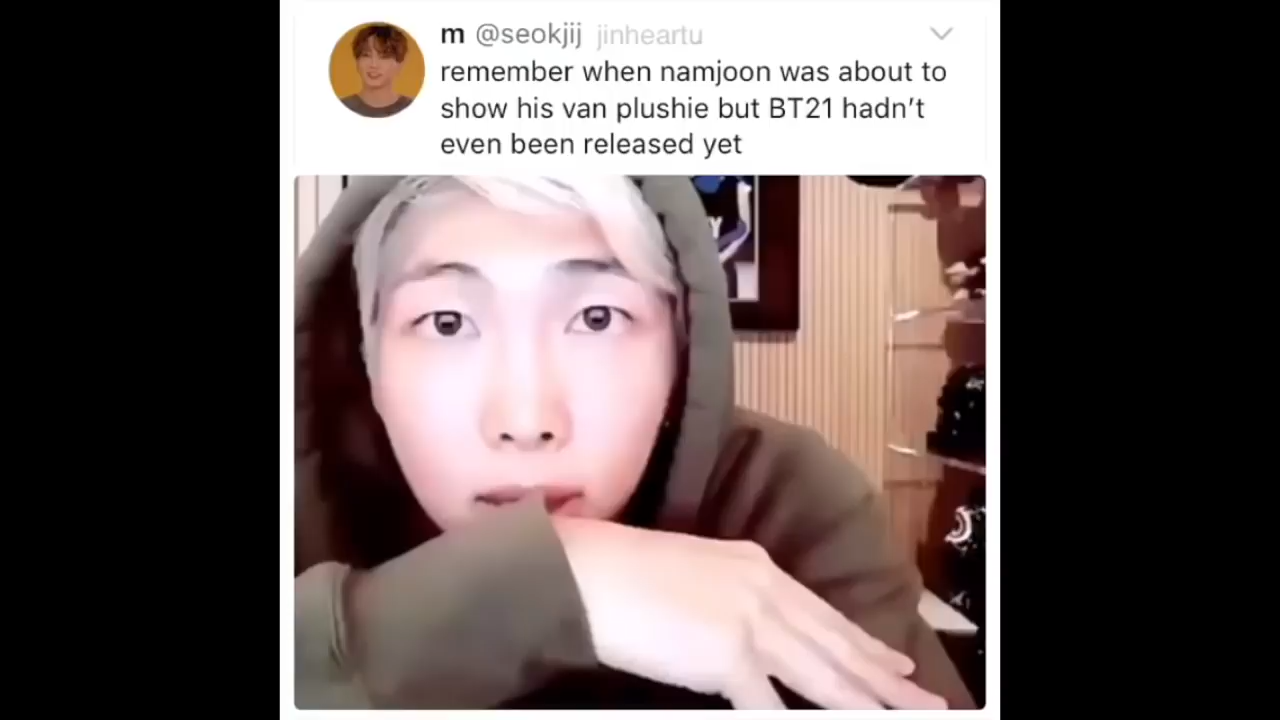 m @seokjij jinheartu
remember when namjoon was about to
show his van plushie but BT21 hadn’t
even been released yet